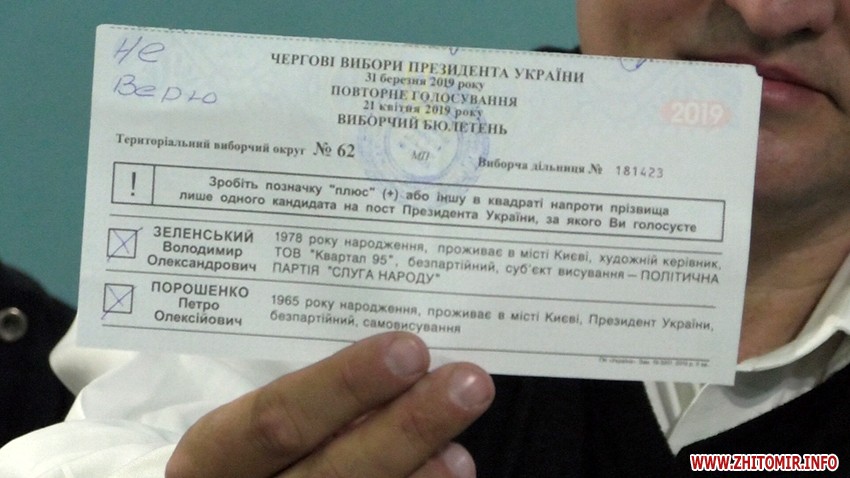 Не
Верю
ЧЕРГОВІ ВИБОРИ ПРЕЗИДЕНТА УКРАЇНИ
31 березня 2019 року
ПОВТОРНЕ ГОЛОСУВАННЯ
21 квітня 2019 року
ВИБОРЧИЙ БЮЛЕТЕНЬ
2019
Територіальний виборчий округ № 62
МП
Виборча дільниця № 181423
! Зробіть позначку "плюс" (+) або іншу в квадраті напроти прізвища
лише одного кандидата на пост Президента України, за якого Ви голосуєте
ЗЕЛЕНСЬКИЙ
Володимир
Олександрович
1978 року народження, проживає в місті Києві, художній керівник,
ТОВ "Квартал 95", безпартійний, суб'єкт висування – ПОЛІТИЧНА
ПАРТІЯ "СЛУГА НАРОДУ"
ПОРОШЕНКО
Петро
Олексійович
1965 року народження, проживає в місті Києві, Президент України,
безпартійний, самовисування
WWW.ZHITOMIR.INFO